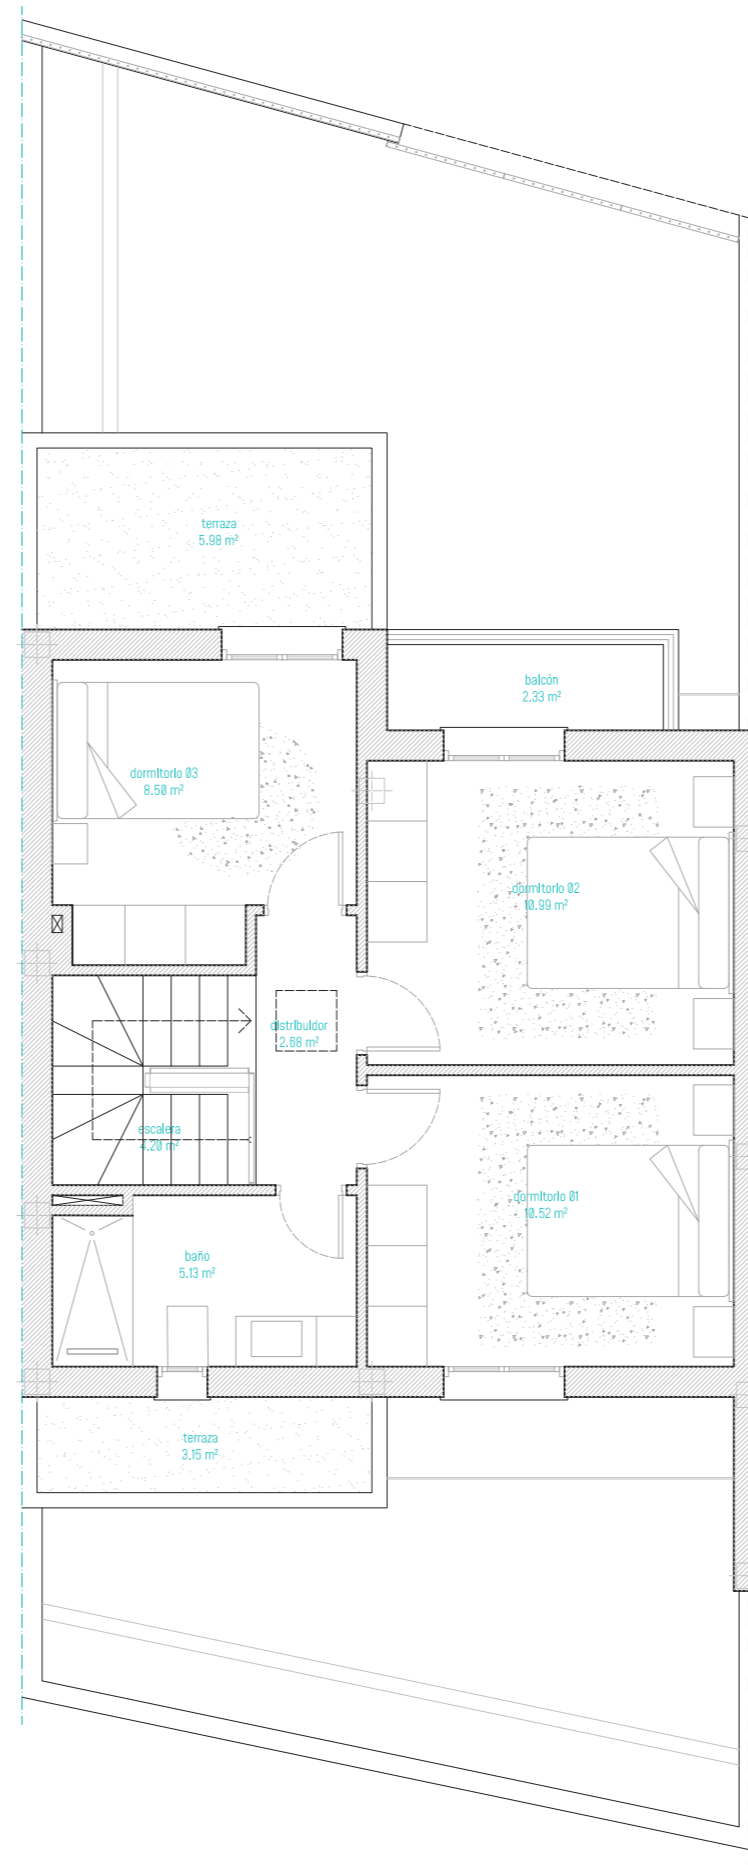 terraza
5.98 m²
balcón
2.33 m²
dormitorio 03
8.50 m²
dormitorio 02
10.99 m²
distribuidor
2.68 m²
escalera
4.20 m²
dormitorio 01
10.52 m²
baño
5.13 m²
terraza
3.15 m²